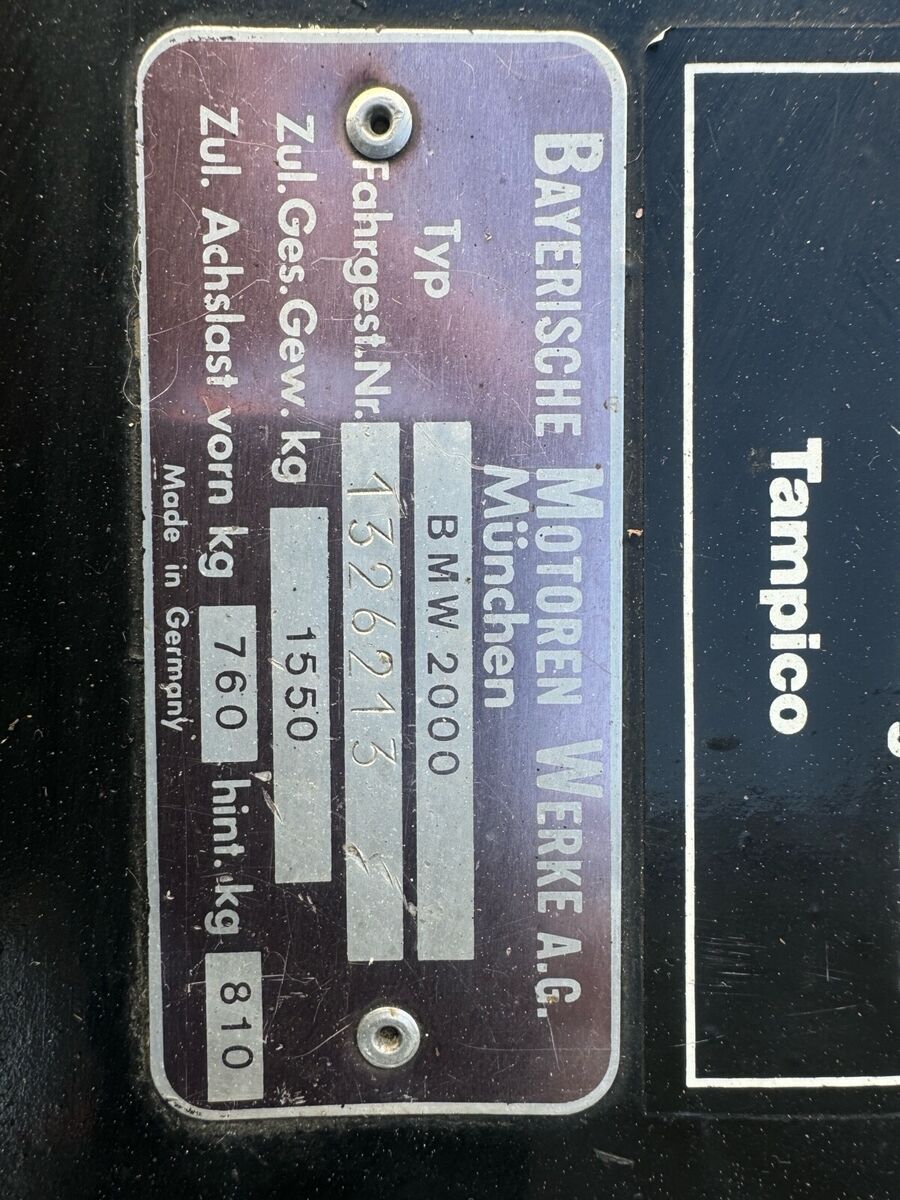 BAYERISCHE MOTOREN WERKE A.G.
München
Typ BMW 2000
Fahrgest.Nr. 1326213
Zul.Ges.Gew. kg 1550
Zul. Achslast vorn kg 760 hint. kg 810
Made in Germany
Tampico